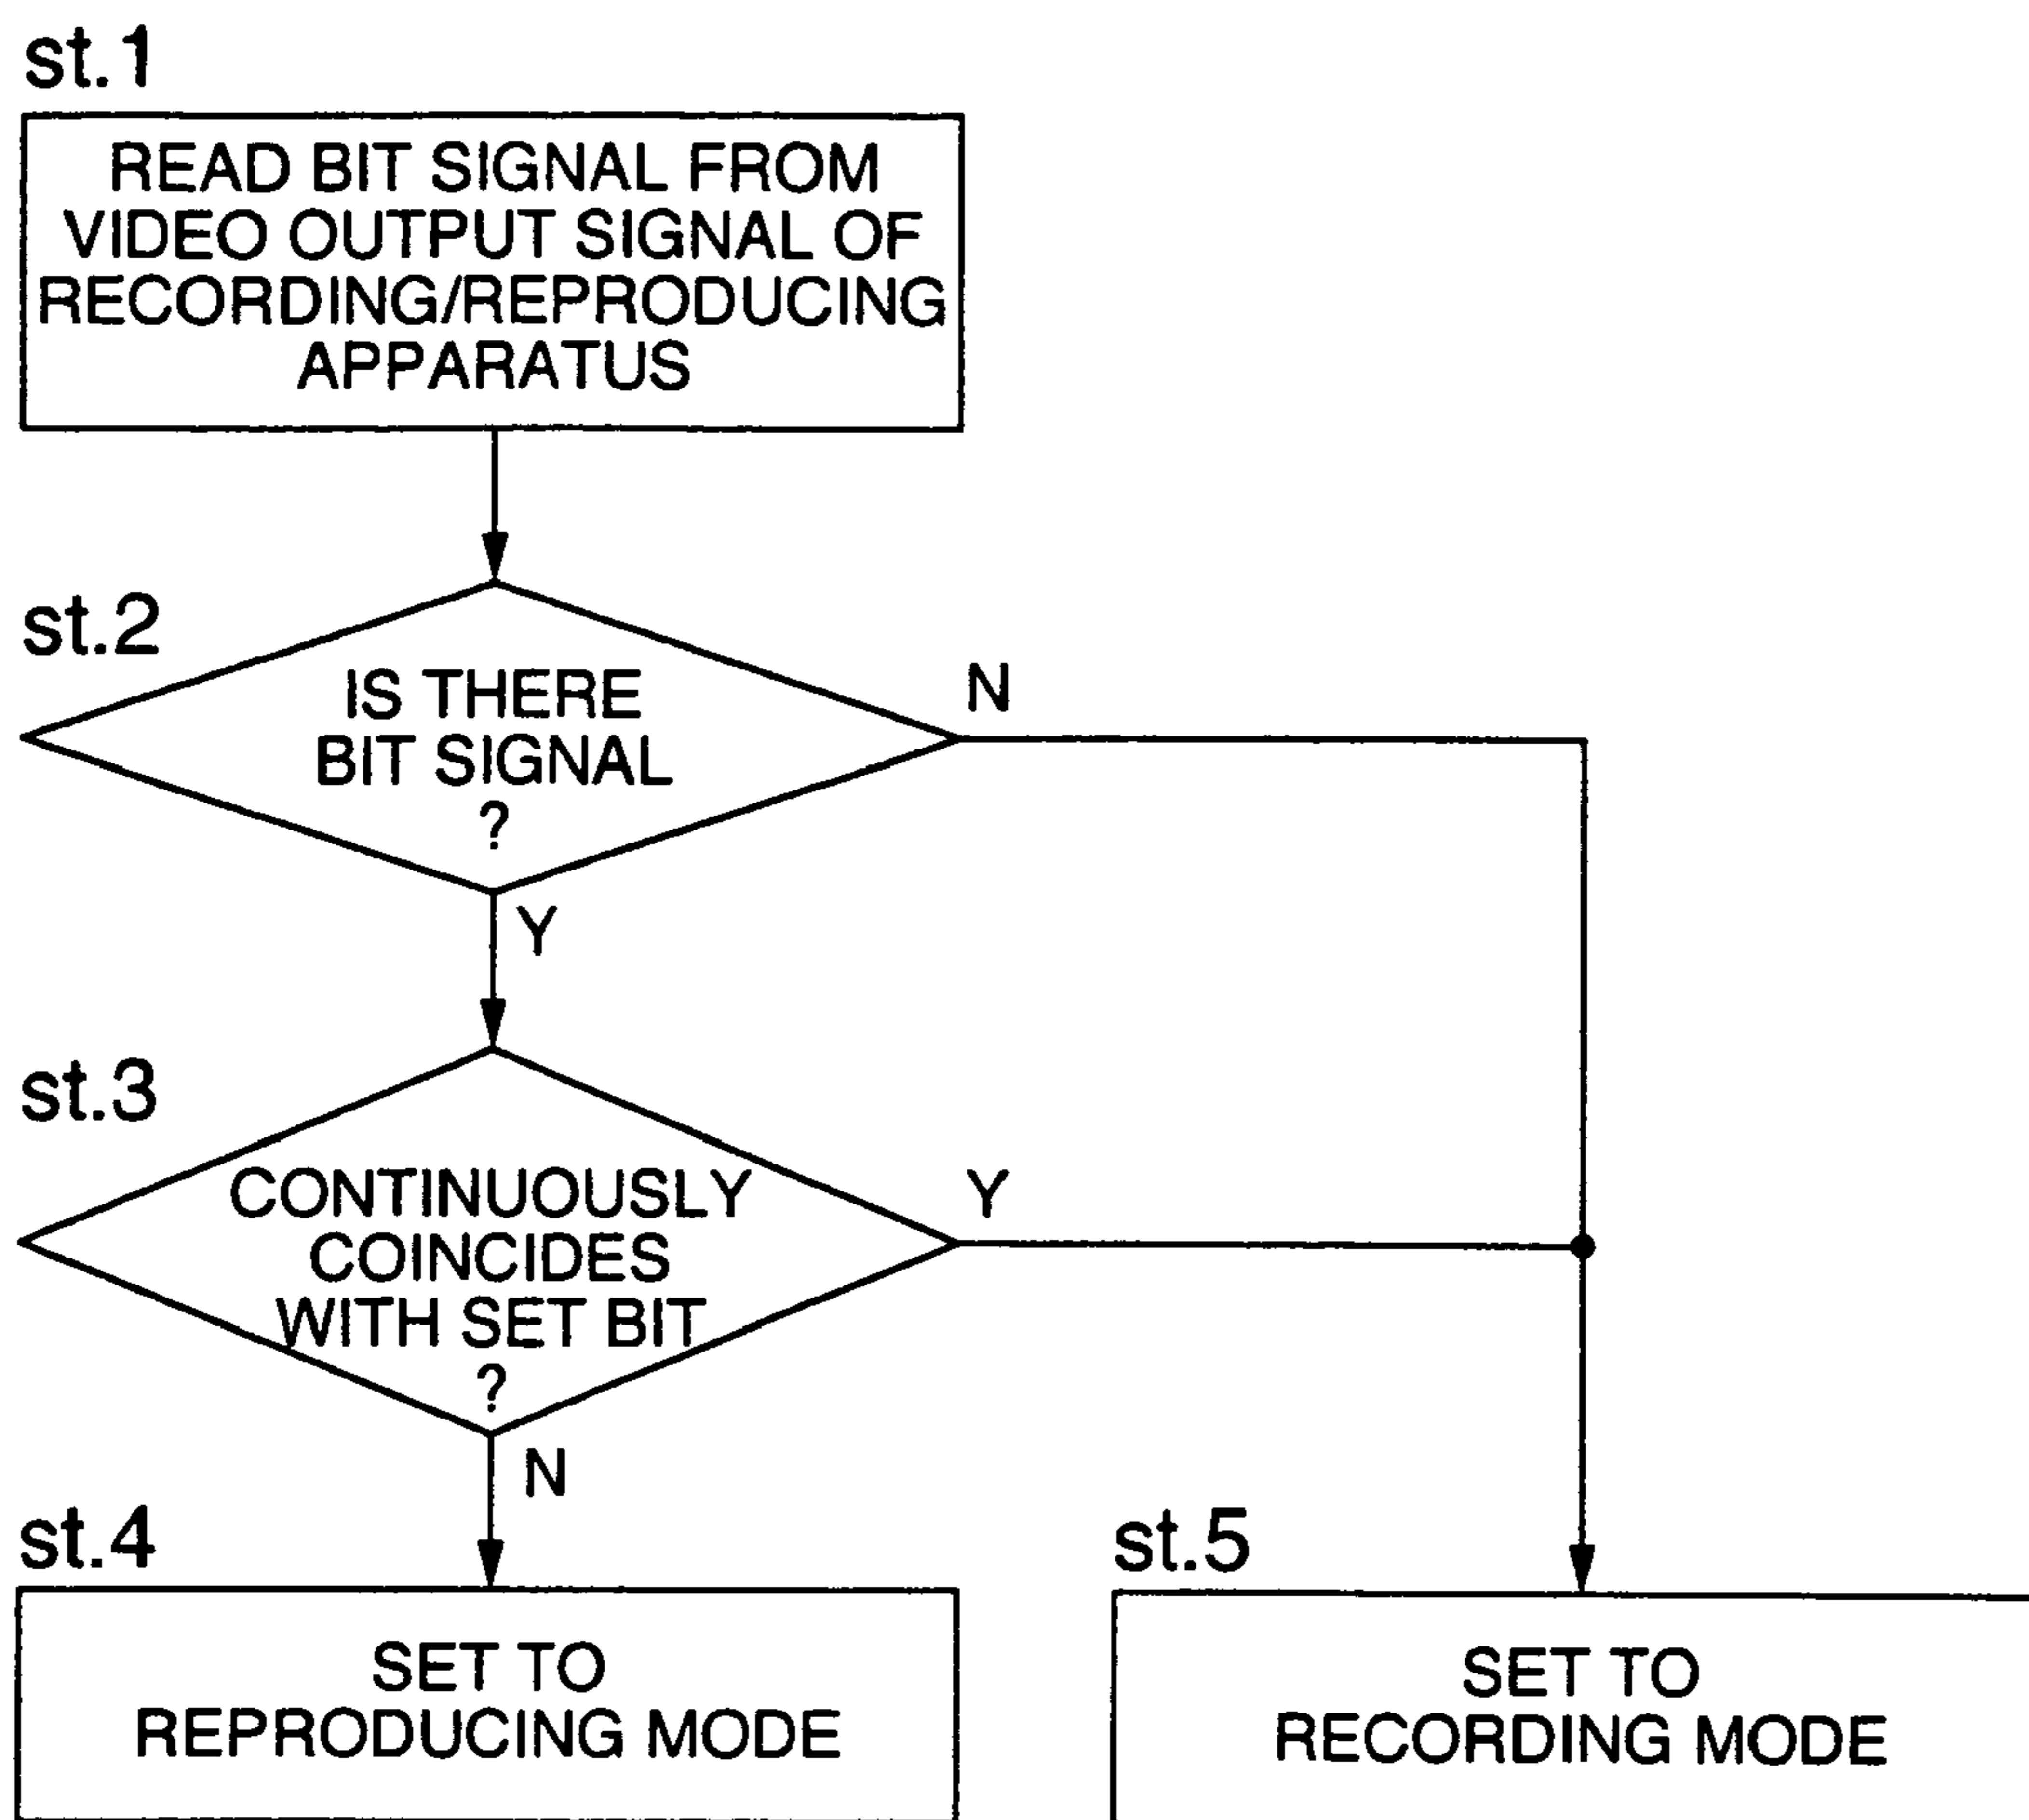 st.1
READ BIT SIGNAL FROM
VIDEO OUTPUT SIGNAL OF
RECORDING/REPRODUCING
APPARATUS
st.2
IS THERE
BIT SIGNAL
?
N
Y
st.3
CONTINUOUSLY
COINCIDES
WITH SET BIT
?
Y
N
st.4
SET TO
REPRODUCING MODE
st.5
SET TO
RECORDING MODE